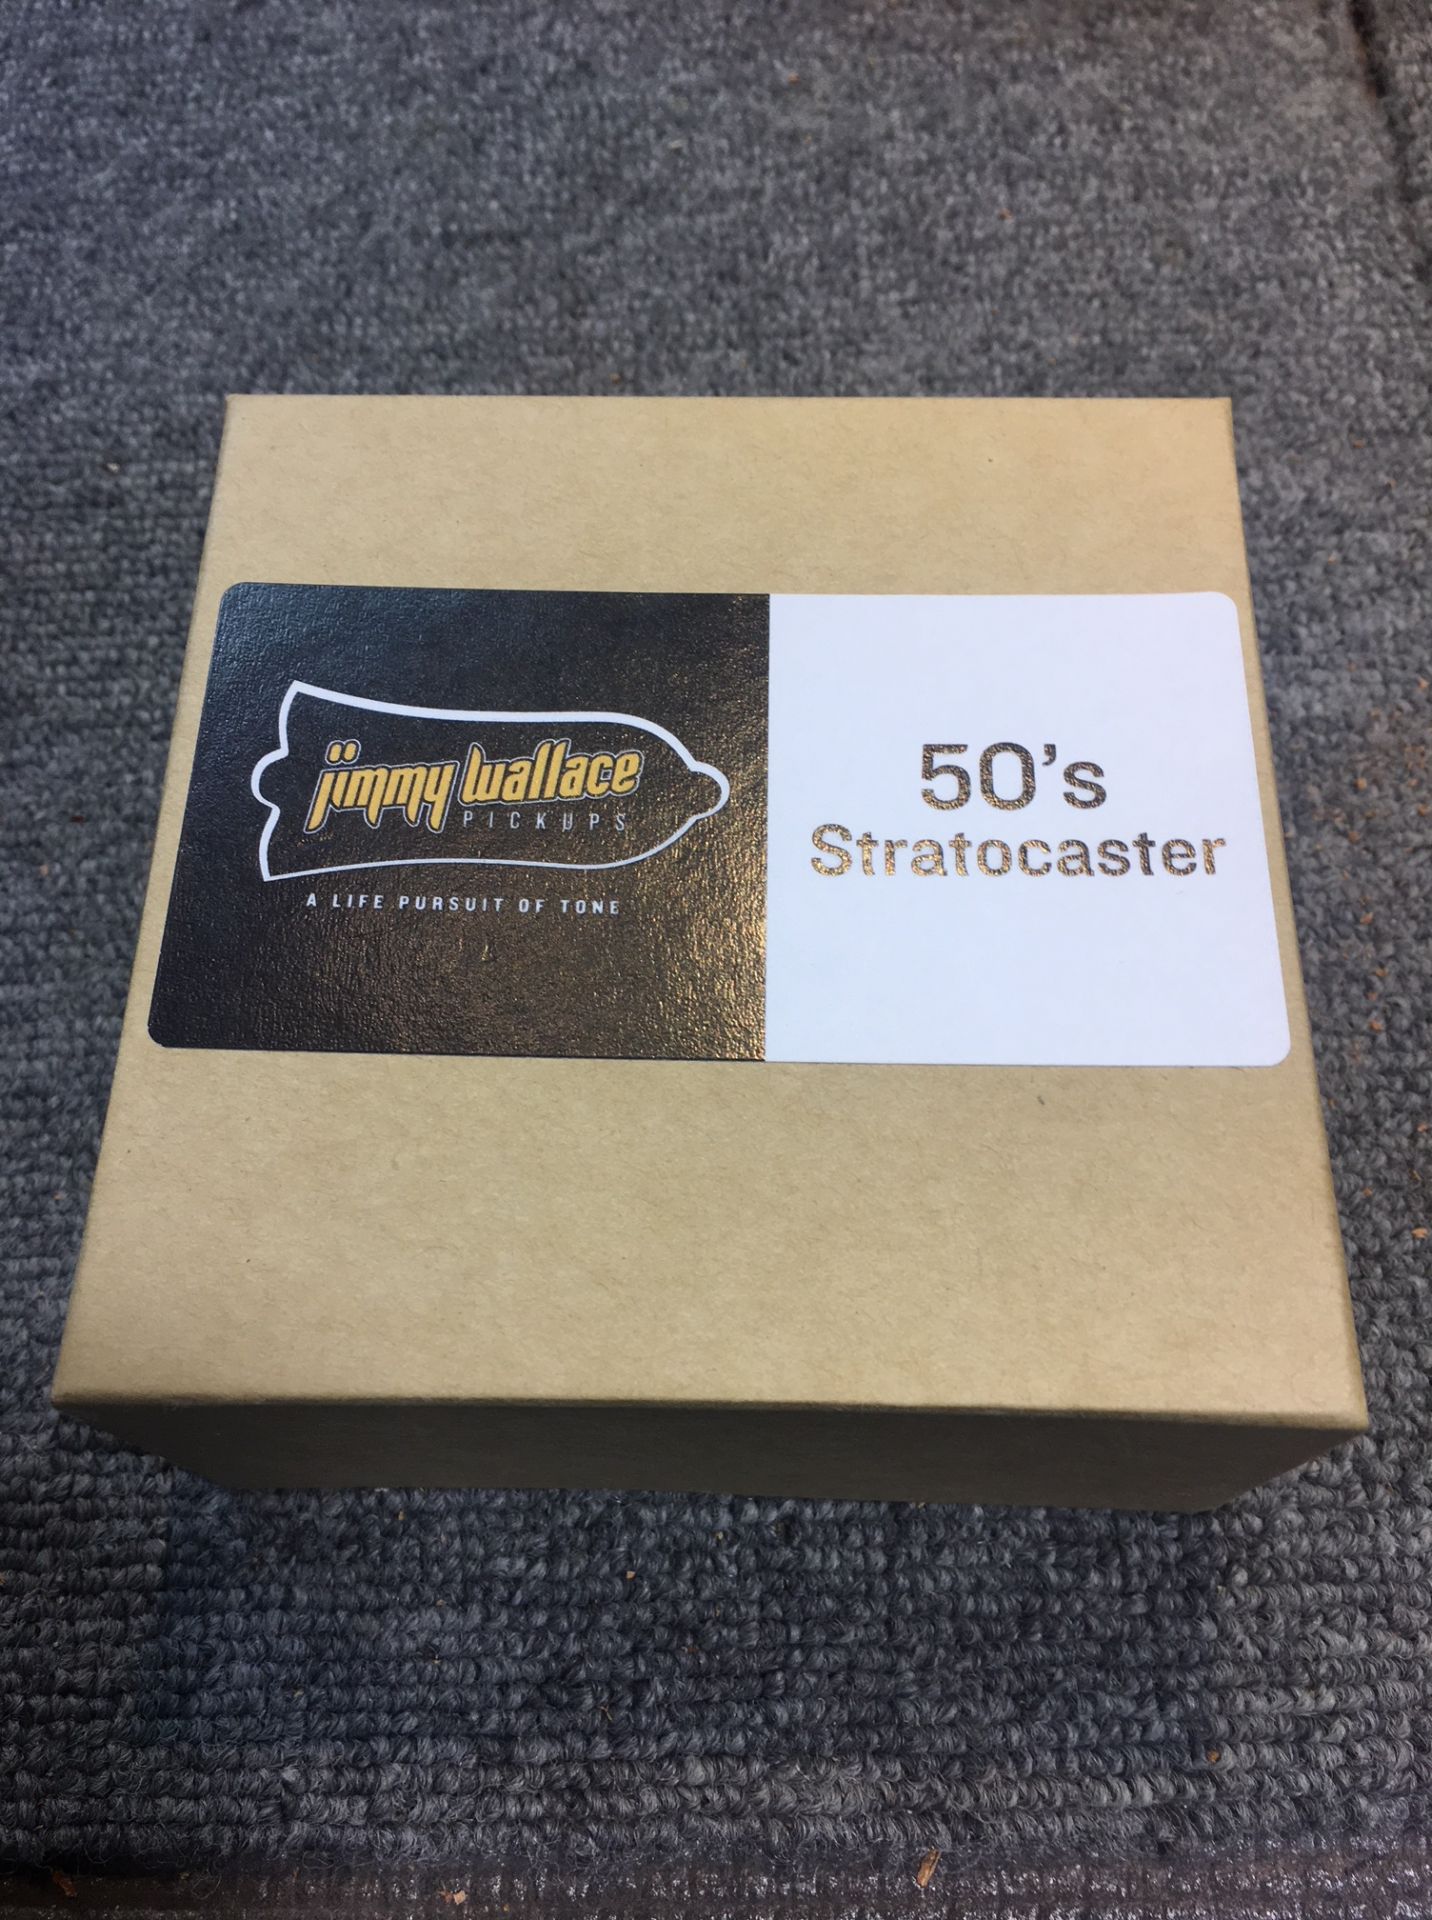 jimmy wallace
PICKUPS
A LIFE PURSUIT OF TONE
50's
Stratocaster